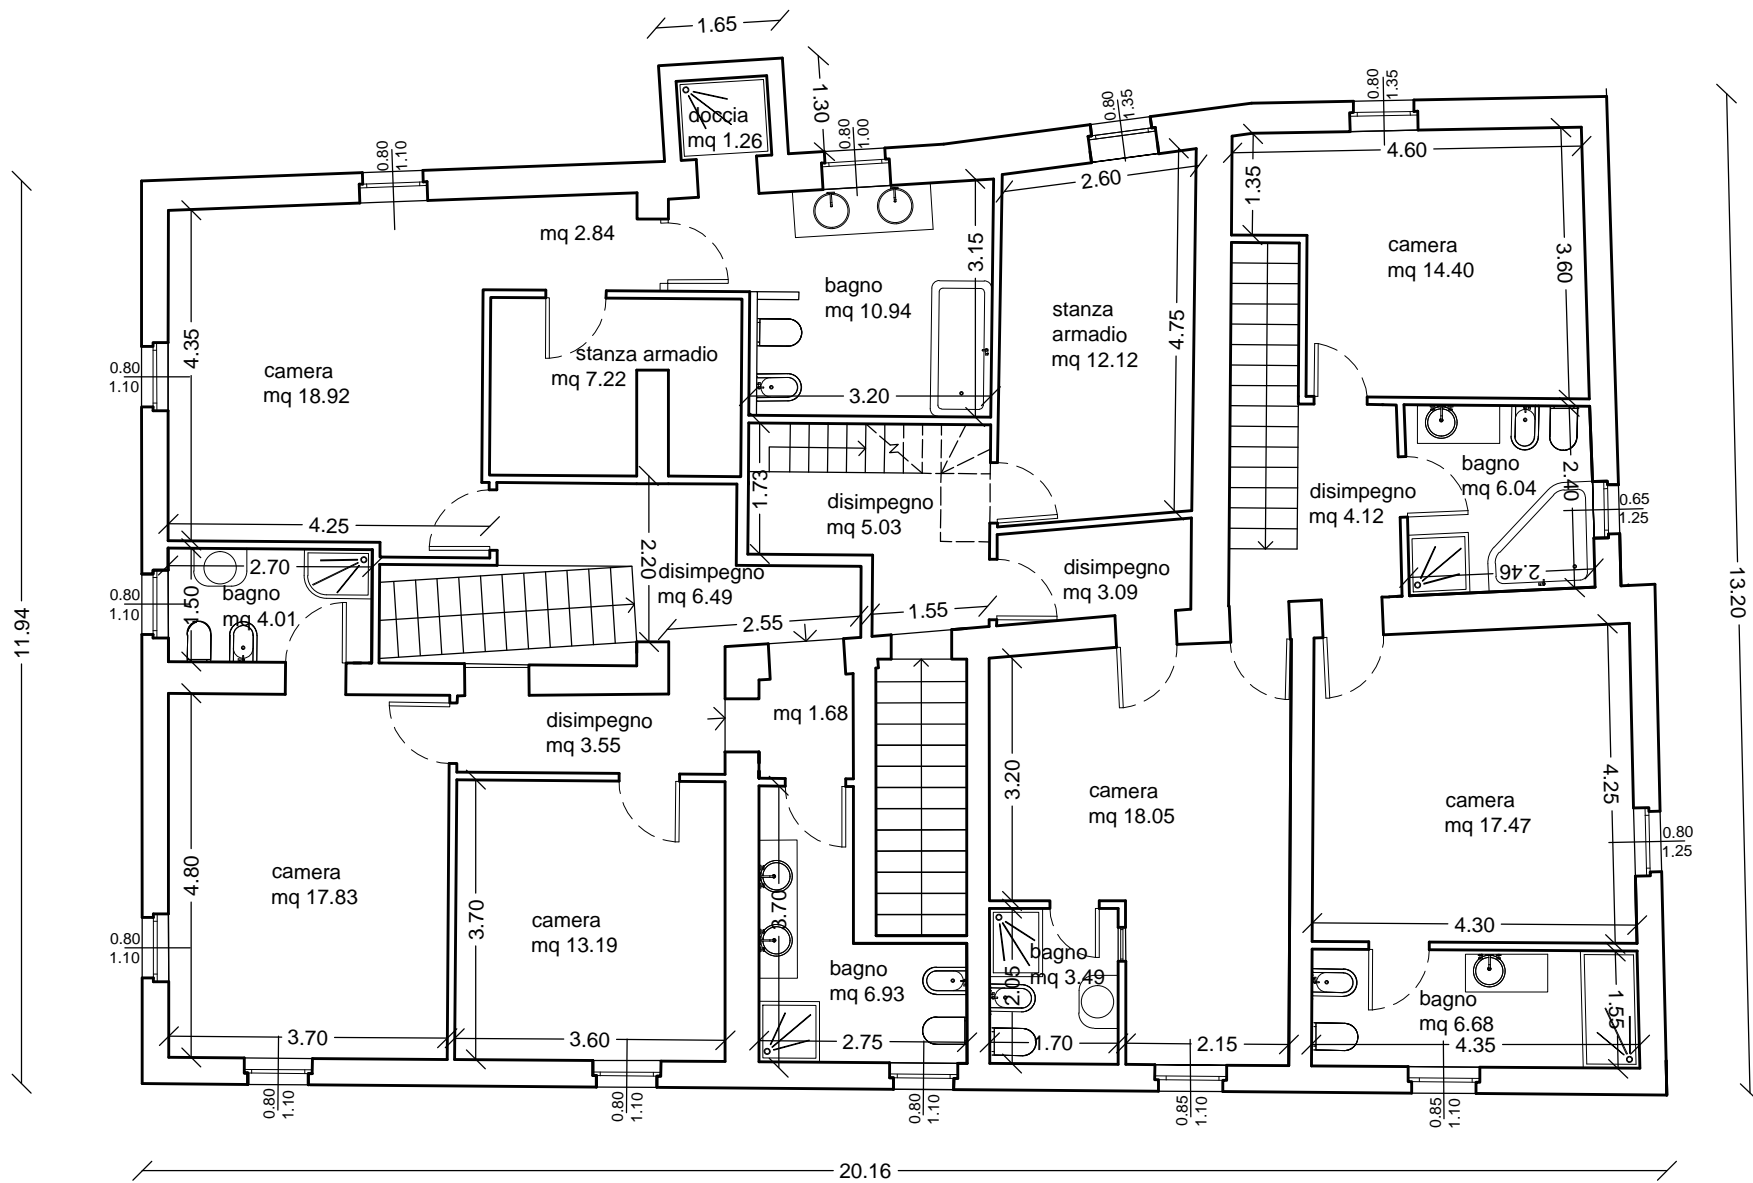 1.65
1.30
0.80
1.10
doccia
mq 1.26
0.80
1.00
0.80
1.35
0.80
1.35
13.20
11.94
4.60
1.35
2.60
mq 2.84
3.15
4.75
camera
mq 14.40
3.60
bagno
mq 10.94
stanza
armadio
mq 12.12
stanza armadio
mq 7.22
4.35
0.80
1.10
camera
mq 18.92
3.20
4.25
1.73
disimpegno
mq 5.03
bagno
mq 6.04
2.40
0.65
1.25
disimpegno
mq 4.12
2.20
disimpegno
mq 6.49
disimpegno
mq 3.09
2.46
2.70
bagno
mq 4.01
1.50
0.80
1.10
2.55
1.55
disimpegno
mq 3.55
mq 1.68
3.20
camera
mq 18.05
camera
mq 17.47
4.25
0.80
1.25
4.80
camera
mq 17.83
3.70
camera
mq 13.19
3.70
4.30
0.80
1.10
bagno
mq 6.93
bagno
mq 3.49
2.05
bagno
mq 6.68
1.55
3.70
3.60
2.75
1.70
2.15
4.35
0.80
1.10
0.80
1.10
0.80
1.10
0.85
1.10
0.85
1.10
20.16